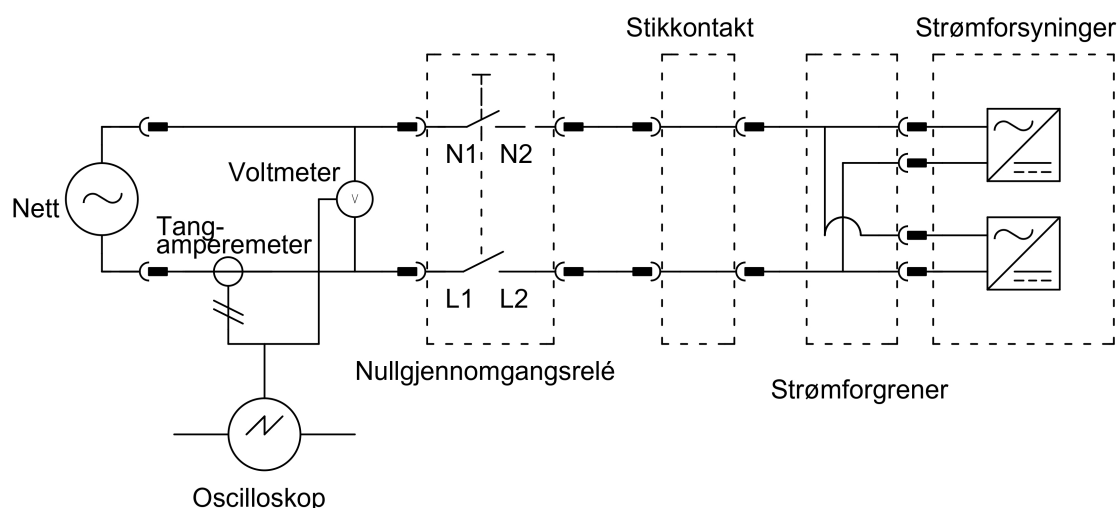 Stikkontakt
Strømforsyninger
N1 N2
Voltmeter
V
Nett
Tang-
amperemeter
L1 L2
Nullgjennomgangsrelé
Strømforgrener
Oscilloskop